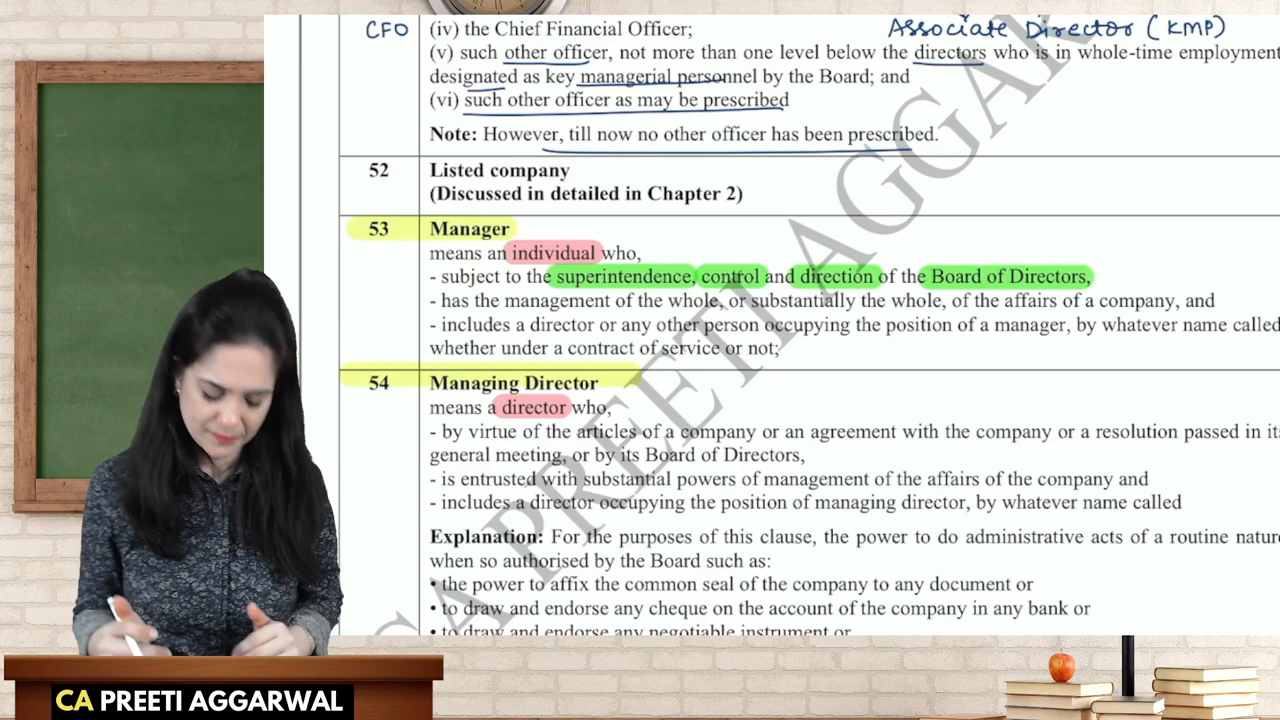 CFO (iv) the Chief Financial Officer; Associate Director (KMP)
(v) such other officer, not more than one level below the directors who is in whole-time employment
designated as key managerial personnel by the Board; and
(vi) such other officer as may be prescribed
Note: However, till now no other officer has been prescribed.
52 Listed company
(Discussed in detailed in Chapter 2)
53 Manager
means an individual who,
- subject to the superintendence, control and direction of the Board of Directors,
- has the management of the whole, or substantially the whole, of the affairs of a company, and
- includes a director or any other person occupying the position of a manager, by whatever name called
whether under a contract of service or not;
54 Managing Director
means a director who,
- by virtue of the articles of a company or an agreement with the company or a resolution passed in its
general meeting, or by its Board of Directors,
- is entrusted with substantial powers of management of the affairs of the company and
- includes a director occupying the position of managing director, by whatever name called
Explanation: For the purposes of this clause, the power to do administrative acts of a routine nature
when so authorised by the Board such as:
• the power to affix the common seal of the company to any document or
• to draw and endorse any cheque on the account of the company in any bank or
• to draw and endorse any negotiable instrument or
CA PREETI AGGAR
CA PREETI AGGARWAL